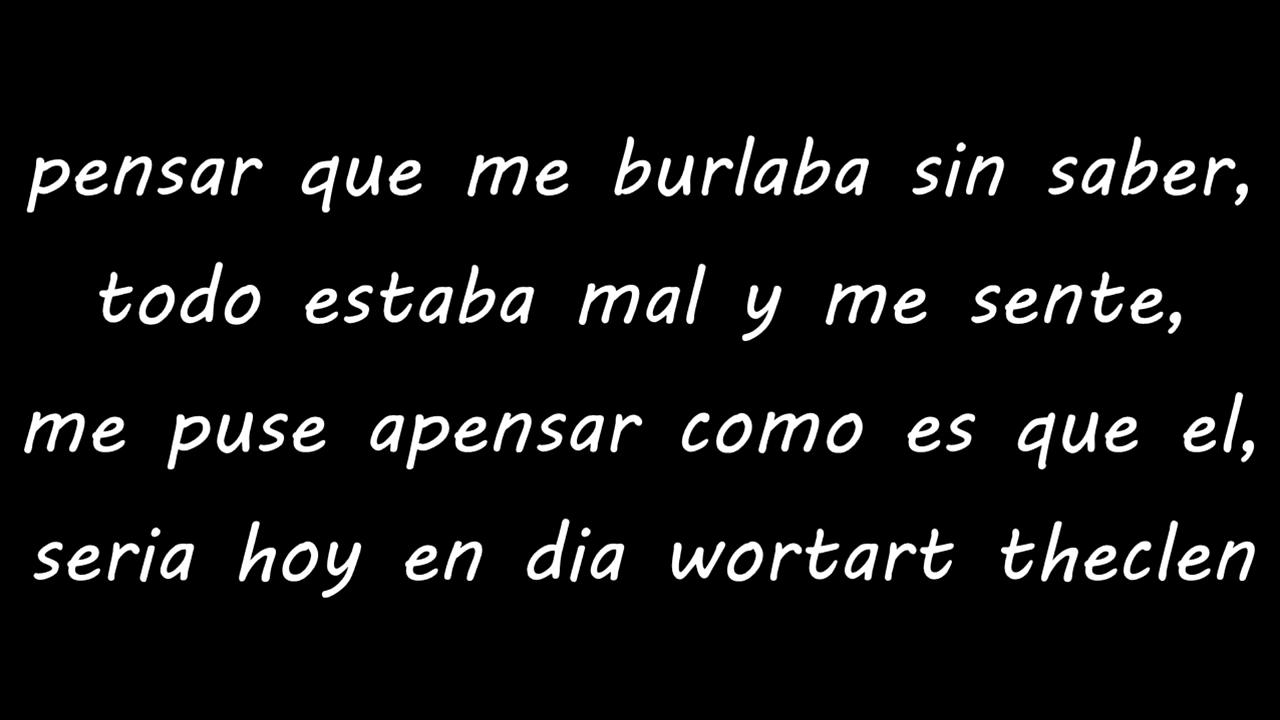 pensar que me burlaba sin saber,
todo estaba mal y me sente,
me puse apensar como es que el,
seria hoy en dia wortart theclen